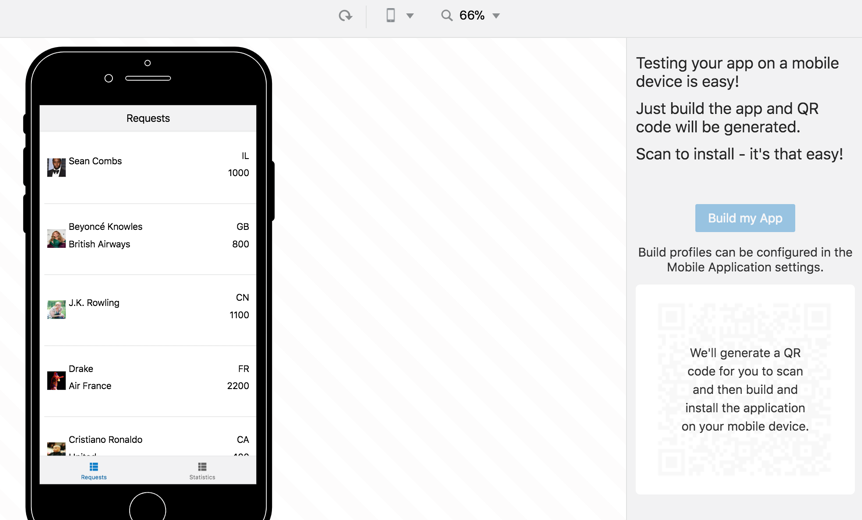 66%
Requests
Sean Combs IL
1000
Beyoncé Knowles GB
British Airways 800
J.K. Rowling CN
1100
Drake FR
Air France 2200
Cristiano Ronaldo CA
Requests Statistics
Testing your app on a mobile
device is easy!
Just build the app and QR
code will be generated.
Scan to install - it's that easy!
Build my App
Build profiles can be configured in the
Mobile Application settings.
We'll generate a QR
code for you to scan
and then build and
install the application
on your mobile device.